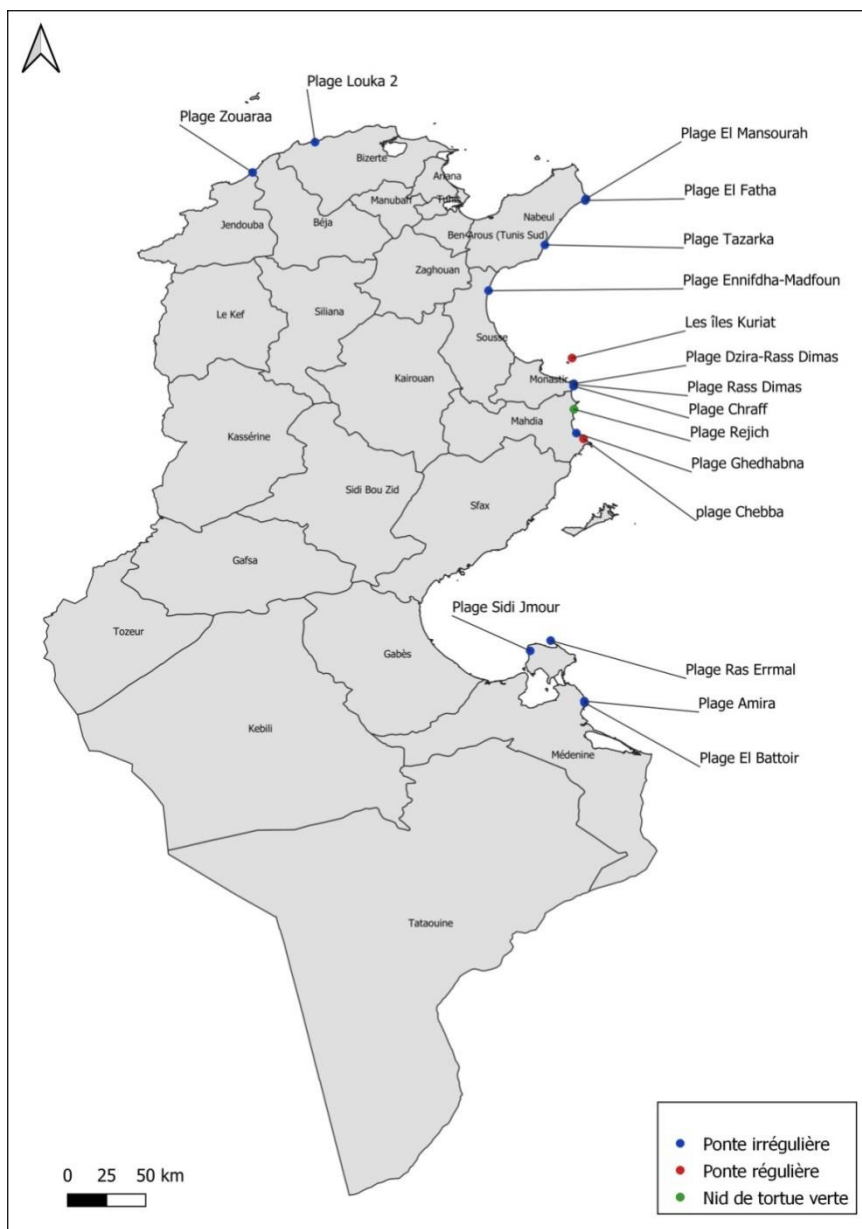 Plage Louka 2
Plage Zouaraa
Plage El Mansourah
Bizerte
Ariana
Plage El Fatha
Manubah
Tunis
Nabeul
Jendouba
Béja
Ben Arous (Tunis Sud)
Plage Tazarka
Zaghouan
Plage Ennifdha-Madfoun
Le Kef
Siliana
Les îles Kuriat
Sousse
Plage Dzira-Rass Dimas
Kairouan
Monastir
Plage Rass Dimas
Plage Chraff
Mahdia
Kassérine
Plage Rejich
Plage Ghedhabna
Sidi Bou Zid
Sfax
plage Chebba
Gafsa
Plage Sidi Jmour
Tozeur
Gabès
Plage Ras Errmal
Plage Amira
Kebili
Médenine
Plage El Battoir
Tataouine
Ponte irrégulière
0 25 50 km
Ponte régulière
Nid de tortue verte